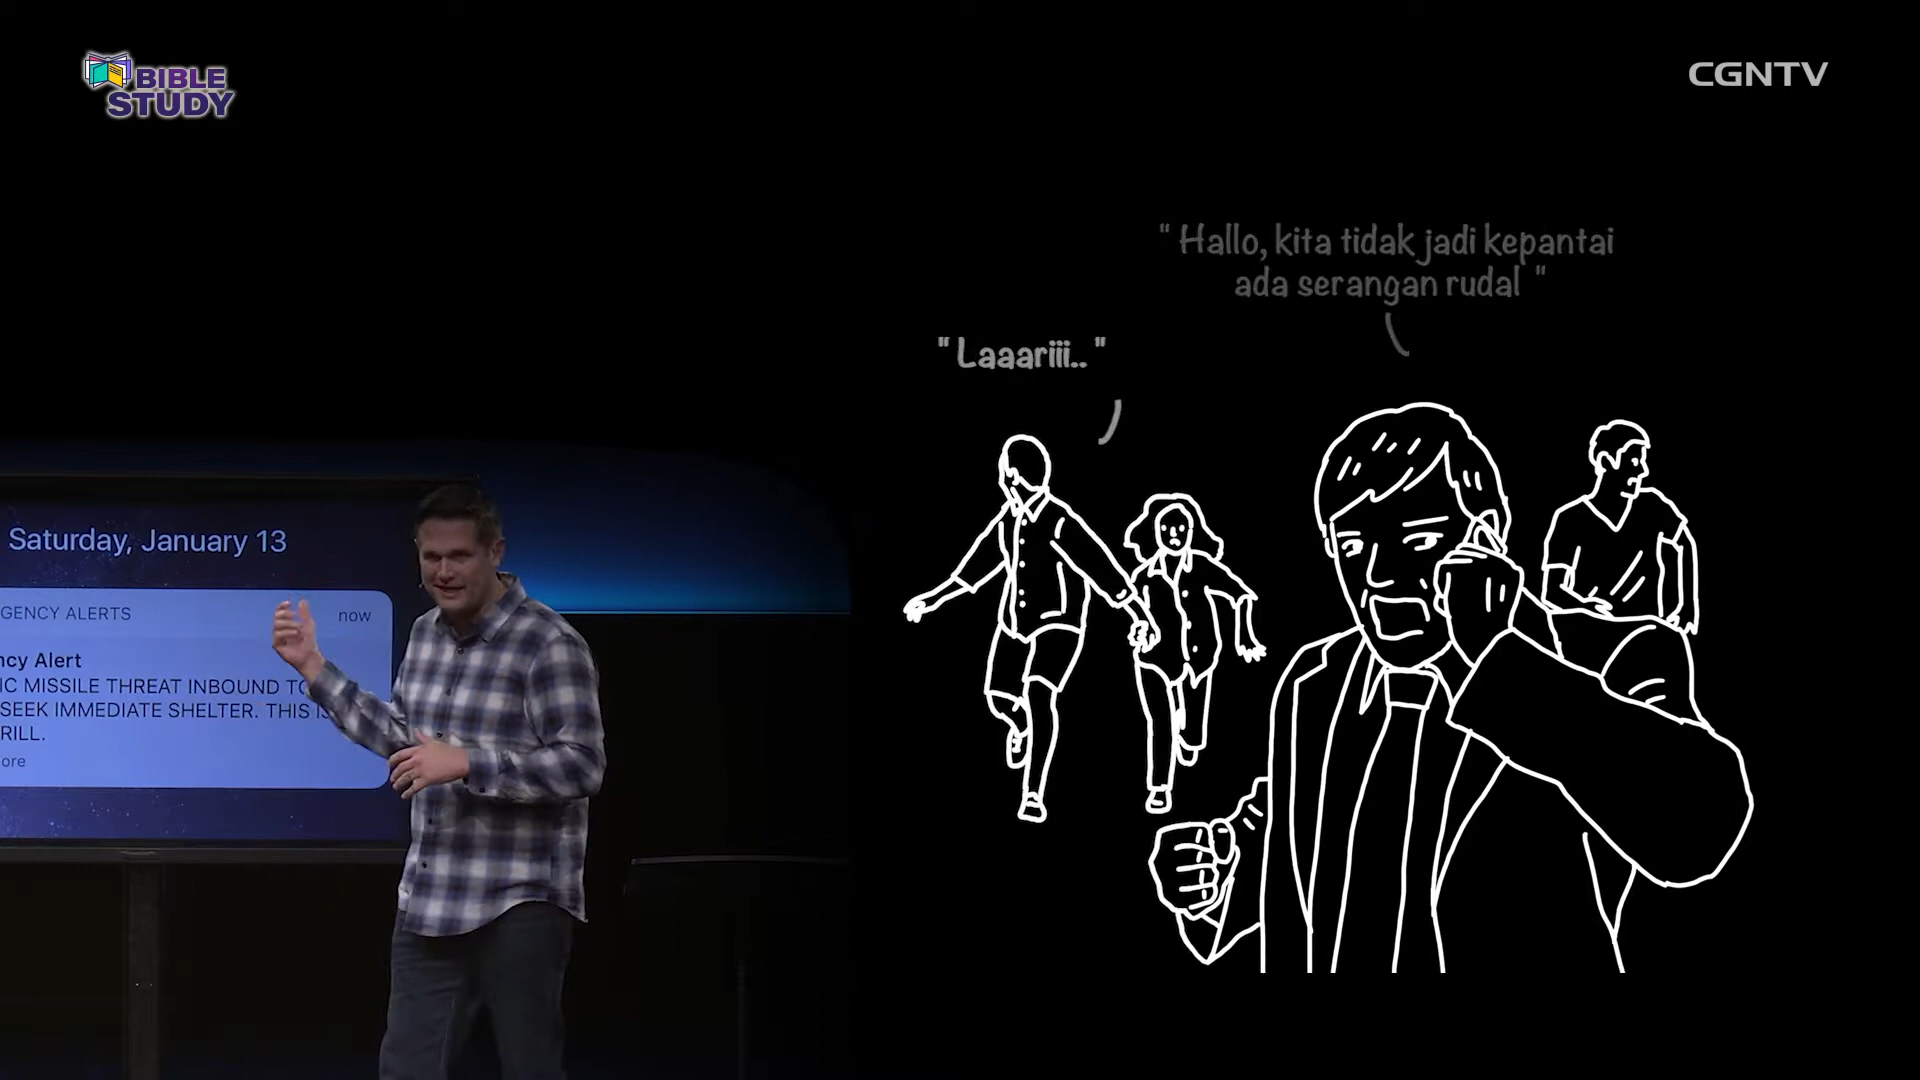 BIBLE
STUDY
CGNTV
" Hallo, kita tidak jadi kepantai
ada serangan rudal "
" Laaariii.. "
Saturday, January 13
GENCY ALERTS
now
ncy Alert
IC MISSILE THREAT INBOUND TO
SEEK IMMEDIATE SHELTER. THIS IS
RILL.
ore